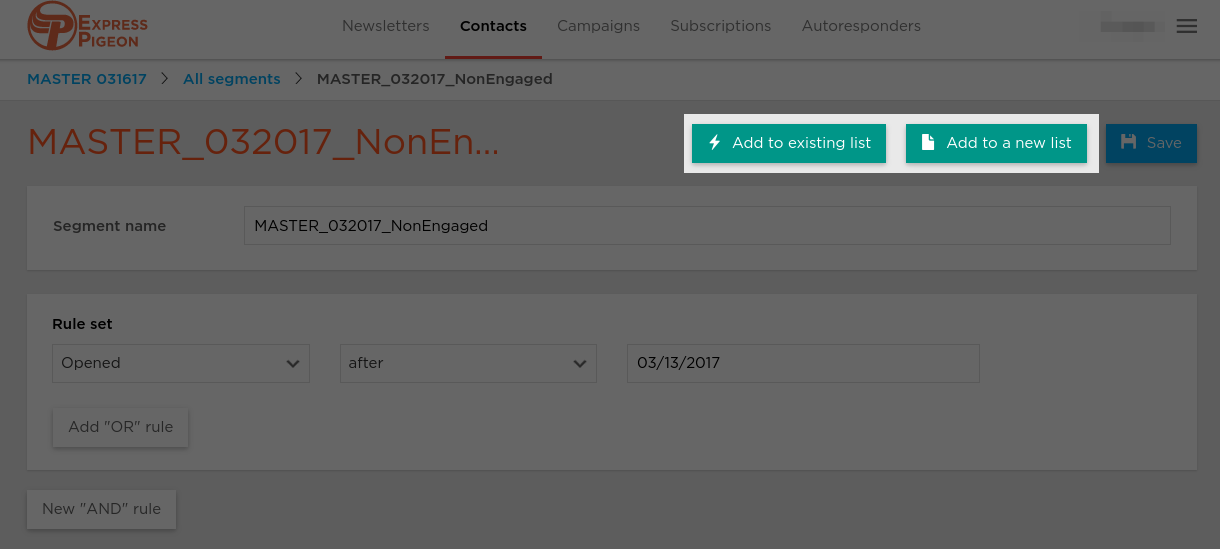 EXPRESS
PIGEON
Newsletters Contacts Campaigns Subscriptions Autoresponders
MASTER 031617 All segments MASTER_032017_NonEngaged
MASTER_032017_NonEn... Add to existing list Add to a new list Save
Segment name MASTER_032017_NonEngaged
Rule set
Opened after 03/13/2017
Add "OR" rule
New "AND" rule